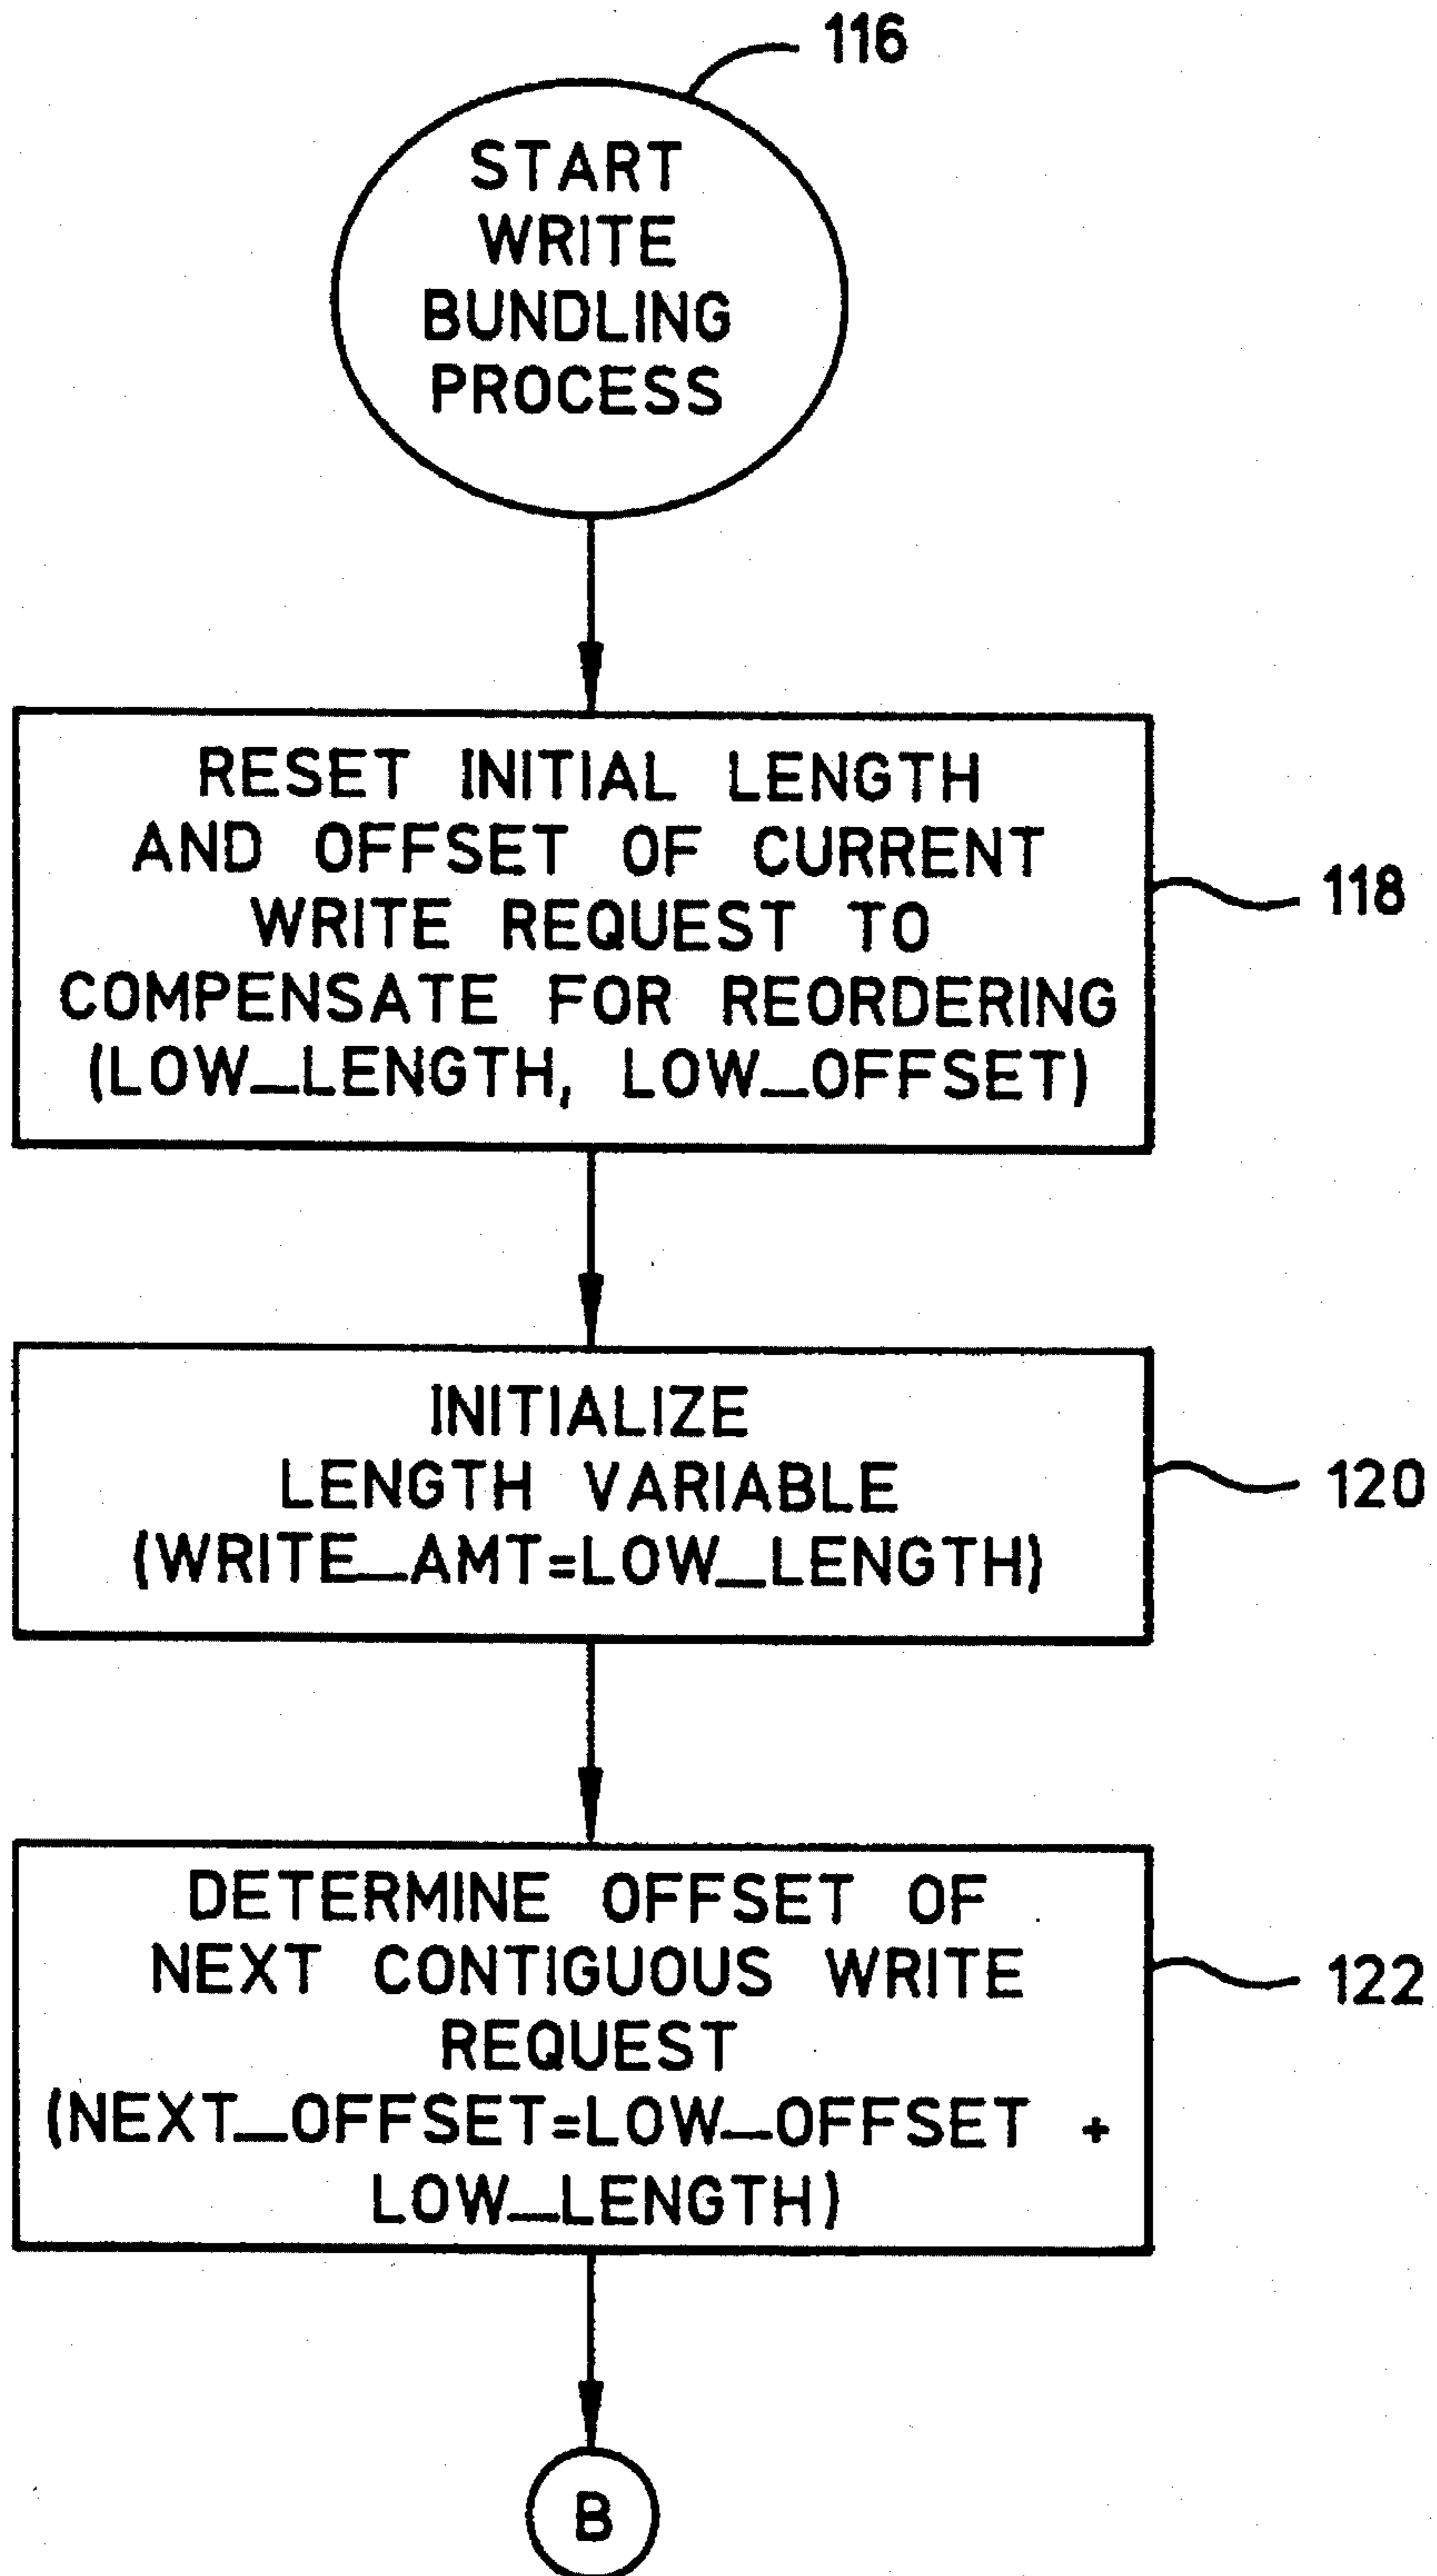 116
START
WRITE
BUNDLING
PROCESS
RESET INITIAL LENGTH
AND OFFSET OF CURRENT
WRITE REQUEST TO
COMPENSATE FOR REORDERING
(LOW_LENGTH, LOW_OFFSET)
118
INITIALIZE
LENGTH VARIABLE
(WRITE_AMT=LOW_LENGTH)
120
DETERMINE OFFSET OF
NEXT CONTIGUOUS WRITE
REQUEST
(NEXT_OFFSET=LOW_OFFSET +
LOW_LENGTH)
122
B